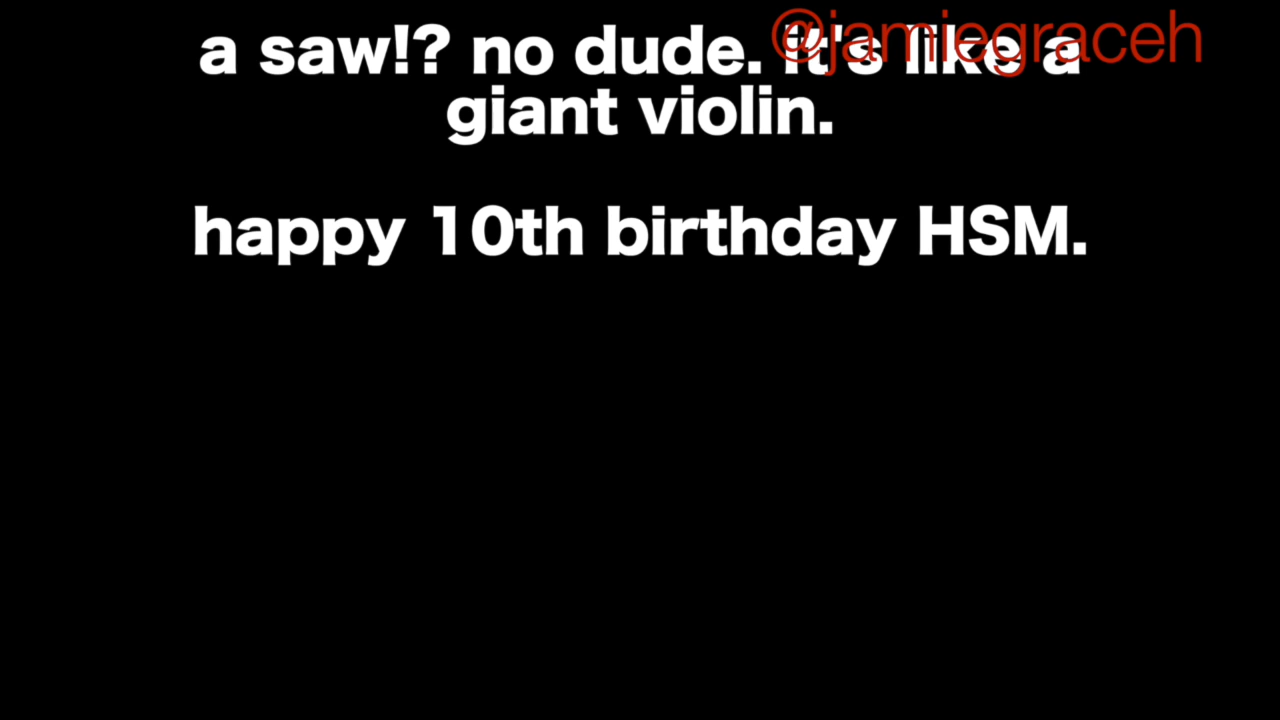 a saw!? no dude. it's like a
@jamiegraceh
giant violin.
happy 10th birthday HSM.